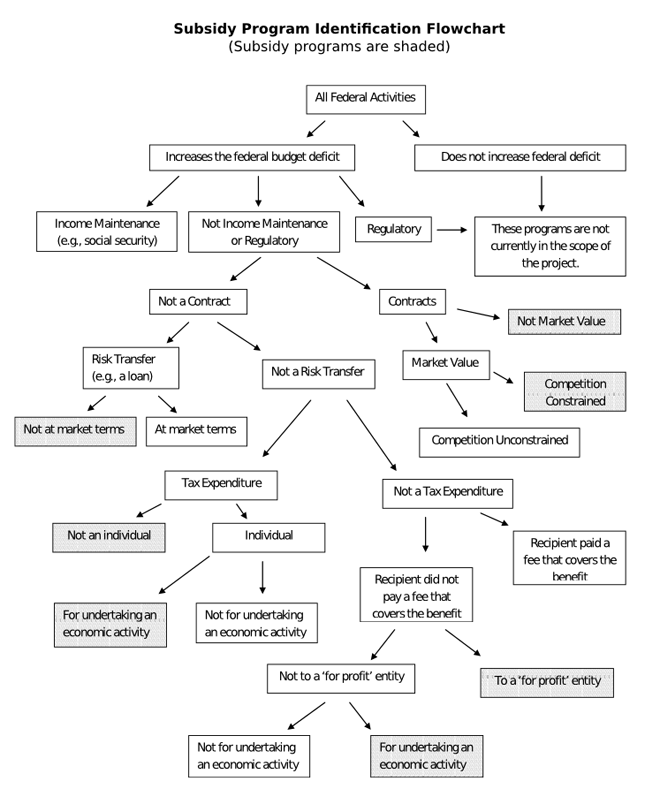 Subsidy Program Identification Flowchart
(Subsidy programs are shaded)
All Federal Activities
Increases the federal budget deficit
Does not increase federal deficit
Income Maintenance
(e.g., social security)
Not Income Maintenance
or Regulatory
Regulatory
These programs are not
currently in the scope of
the project.
Not a Contract
Contracts
Not Market Value
Risk Transfer
(e.g., a loan)
Not a Risk Transfer
Market Value
Competition
Constrained
Not at market terms
At market terms
Competition Unconstrained
Tax Expenditure
Not a Tax Expenditure
Not an individual
Individual
Recipient paid a
fee that covers the
benefit
Recipient did not
pay a fee that
covers the benefit
For undertaking an
economic activity
Not for undertaking
an economic activity
Not to a ‘for profit’ entity
To a ‘for profit’ entity
Not for undertaking
an economic activity
For undertaking an
economic activity